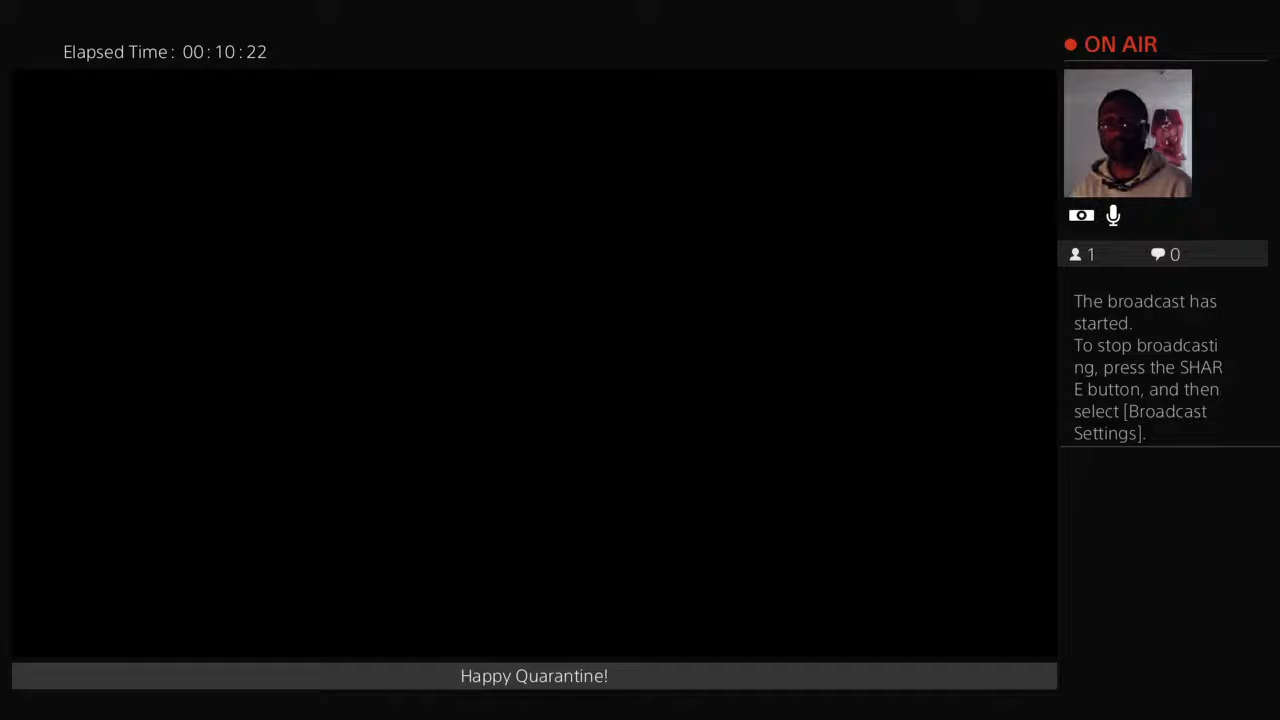 Elapsed Time: 00:10:22
ON AIR
1
0
The broadcast has
started.
To stop broadcasti
ng, press the SHAR
E button, and then
select [Broadcast
Settings].
Happy Quarantine!